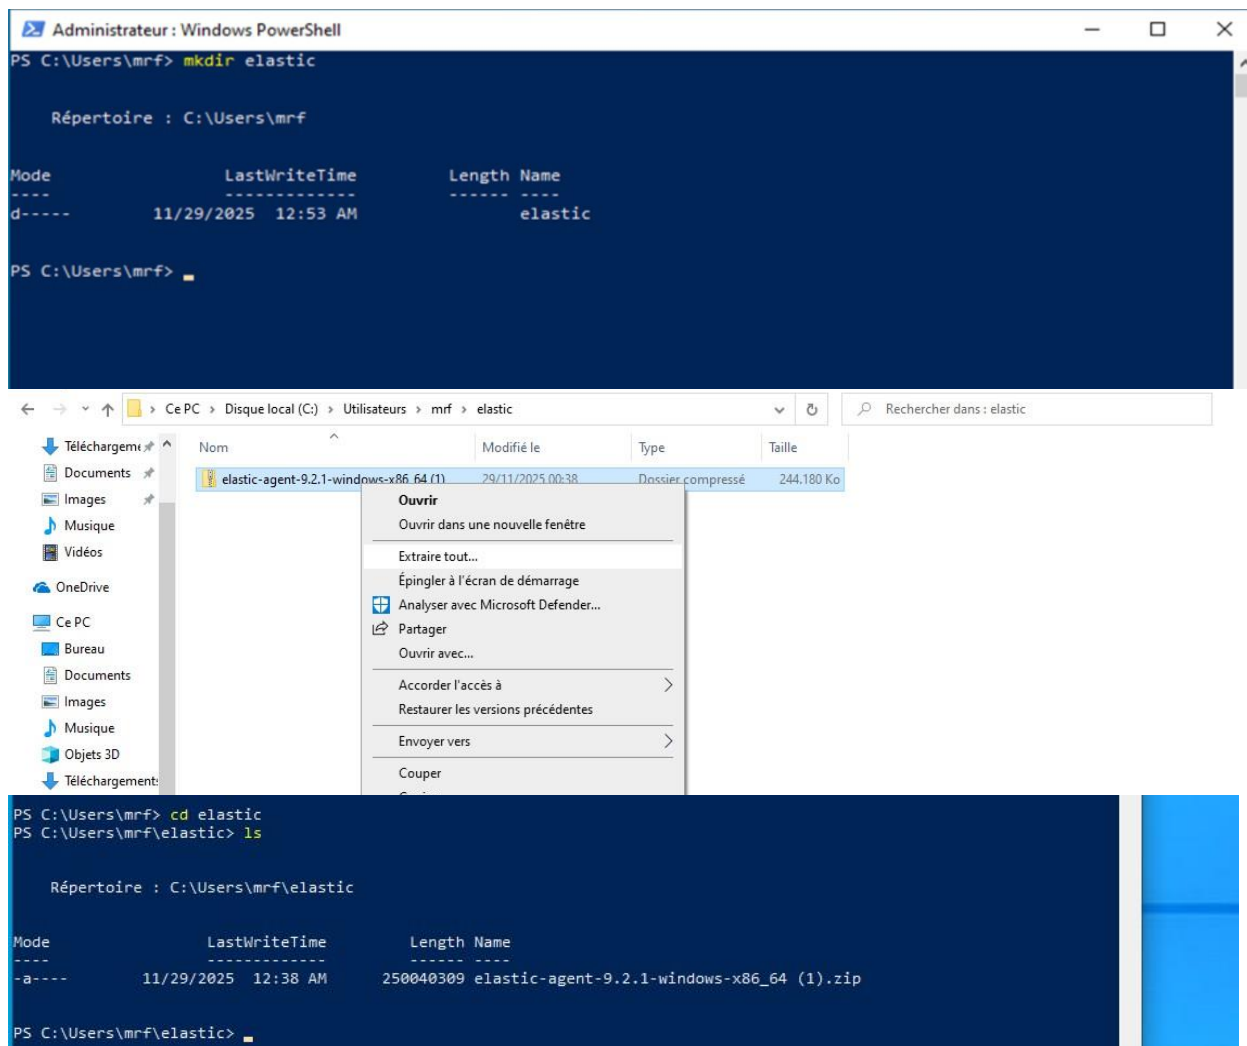 Administrateur : Windows PowerShell
PS C:\Users\mrf> mkdir elastic
Répertoire : C:\Users\mrf
Mode LastWriteTime Length Name
---- ------------- ------ ----
d----- 11/29/2025 12:53 AM elastic
PS C:\Users\mrf>
Ce PC > Disque local (C:) > Utilisateurs > mrf > elastic
Rechercher dans : elastic
Téléchargeme
Documents
Images
Musique
Vidéos
OneDrive
Ce PC
Bureau
Documents
Images
Musique
Objets 3D
Téléchargements
Nom Modifié le Type Taille
elastic-agent-9.2.1-windows-x86_64 (1) 29/11/2025 00:38 Dossier compressé 244.180 Ko
Ouvrir
Ouvrir dans une nouvelle fenêtre
Extraire tout...
Épingler à l'écran de démarrage
Analyser avec Microsoft Defender...
Partager
Ouvrir avec...
Accorder l'accès à
Restaurer les versions précédentes
Envoyer vers
Couper
PS C:\Users\mrf> cd elastic
PS C:\Users\mrf\elastic> ls
Répertoire : C:\Users\mrf\elastic
Mode LastWriteTime Length Name
---- ------------- ------ ----
-a---- 11/29/2025 12:38 AM 250040309 elastic-agent-9.2.1-windows-x86_64 (1).zip
PS C:\Users\mrf\elastic>